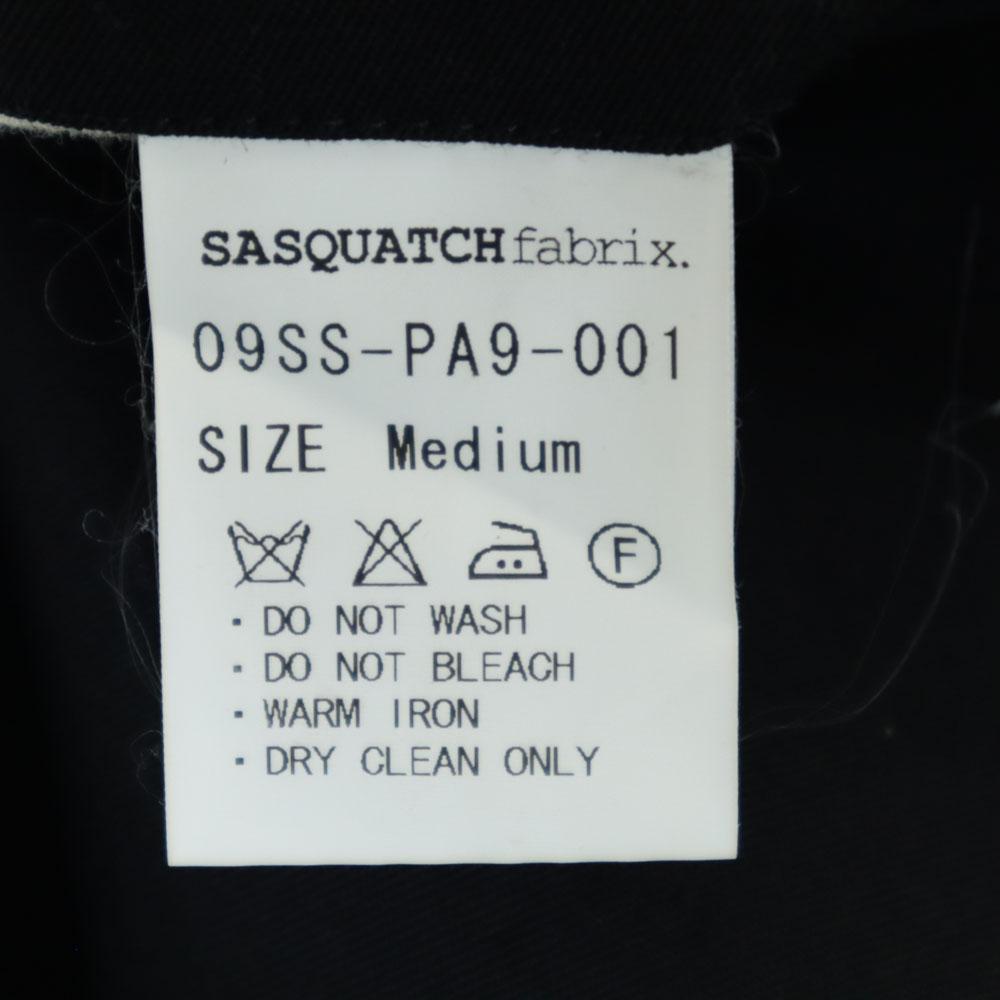 SASQUATCHfabrix.
09SS-PA9-001
SIZE Medium
F
· DO NOT WASH
· DO NOT BLEACH
· WARM IRON
· DRY CLEAN ONLY